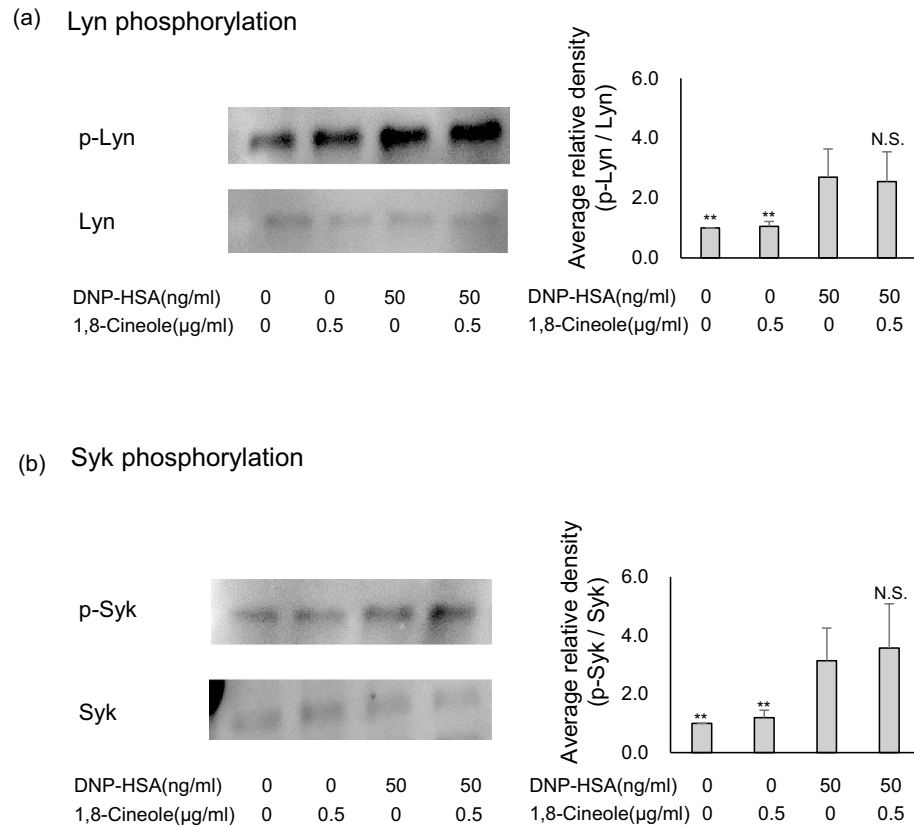 (a) Lyn phosphorylation
p-Lyn
Lyn
DNP-HSA(ng/ml) 0 0 50 50
1,8-Cineole(μg/ml) 0 0.5 0 0.5
Average relative density
(p-Lyn / Lyn)
6.0
4.0
2.0
0.0
** ** N.S.
DNP-HSA(ng/ml) 0 0 50 50
1,8-Cineole(μg/ml) 0 0.5 0 0.5
(b) Syk phosphorylation
p-Syk
Syk
DNP-HSA(ng/ml) 0 0 50 50
1,8-Cineole(μg/ml) 0 0.5 0 0.5
Average relative density
(p-Syk / Syk)
6.0
4.0
2.0
0.0
** ** N.S.
DNP-HSA(ng/ml) 0 0 50 50
1,8-Cineole(μg/ml) 0 0.5 0 0.5